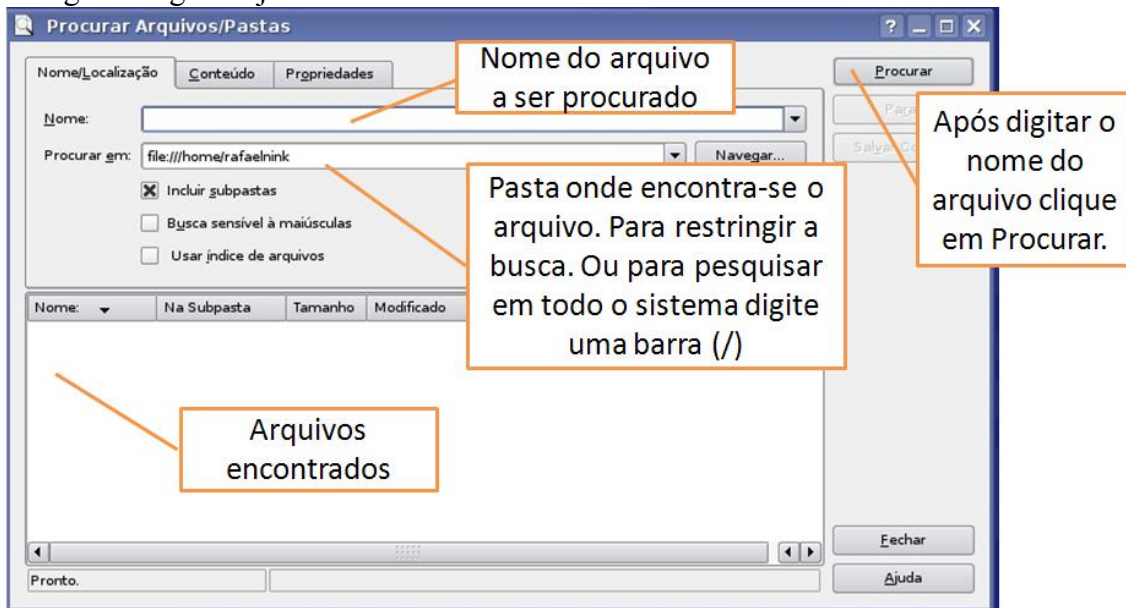 Procurar Arquivos/Pastas
Nome/Localização Conteúdo Propriedades
Nome do arquivo
a ser procurado
Procurar
Nome:
Procurar em: file:///home/rafaelnink Navegar...
Incluir subpastas
Busca sensível à maiúsculas
Usar índice de arquivos
Após digitar o
nome do
arquivo clique
em Procurar.
Pasta onde encontra-se o
arquivo. Para restringir a
busca. Ou para pesquisar
em todo o sistema digite
uma barra (/)
Nome: Na Subpasta Tamanho Modificado
Arquivos
encontrados
Fechar
Pronto.
Ajuda